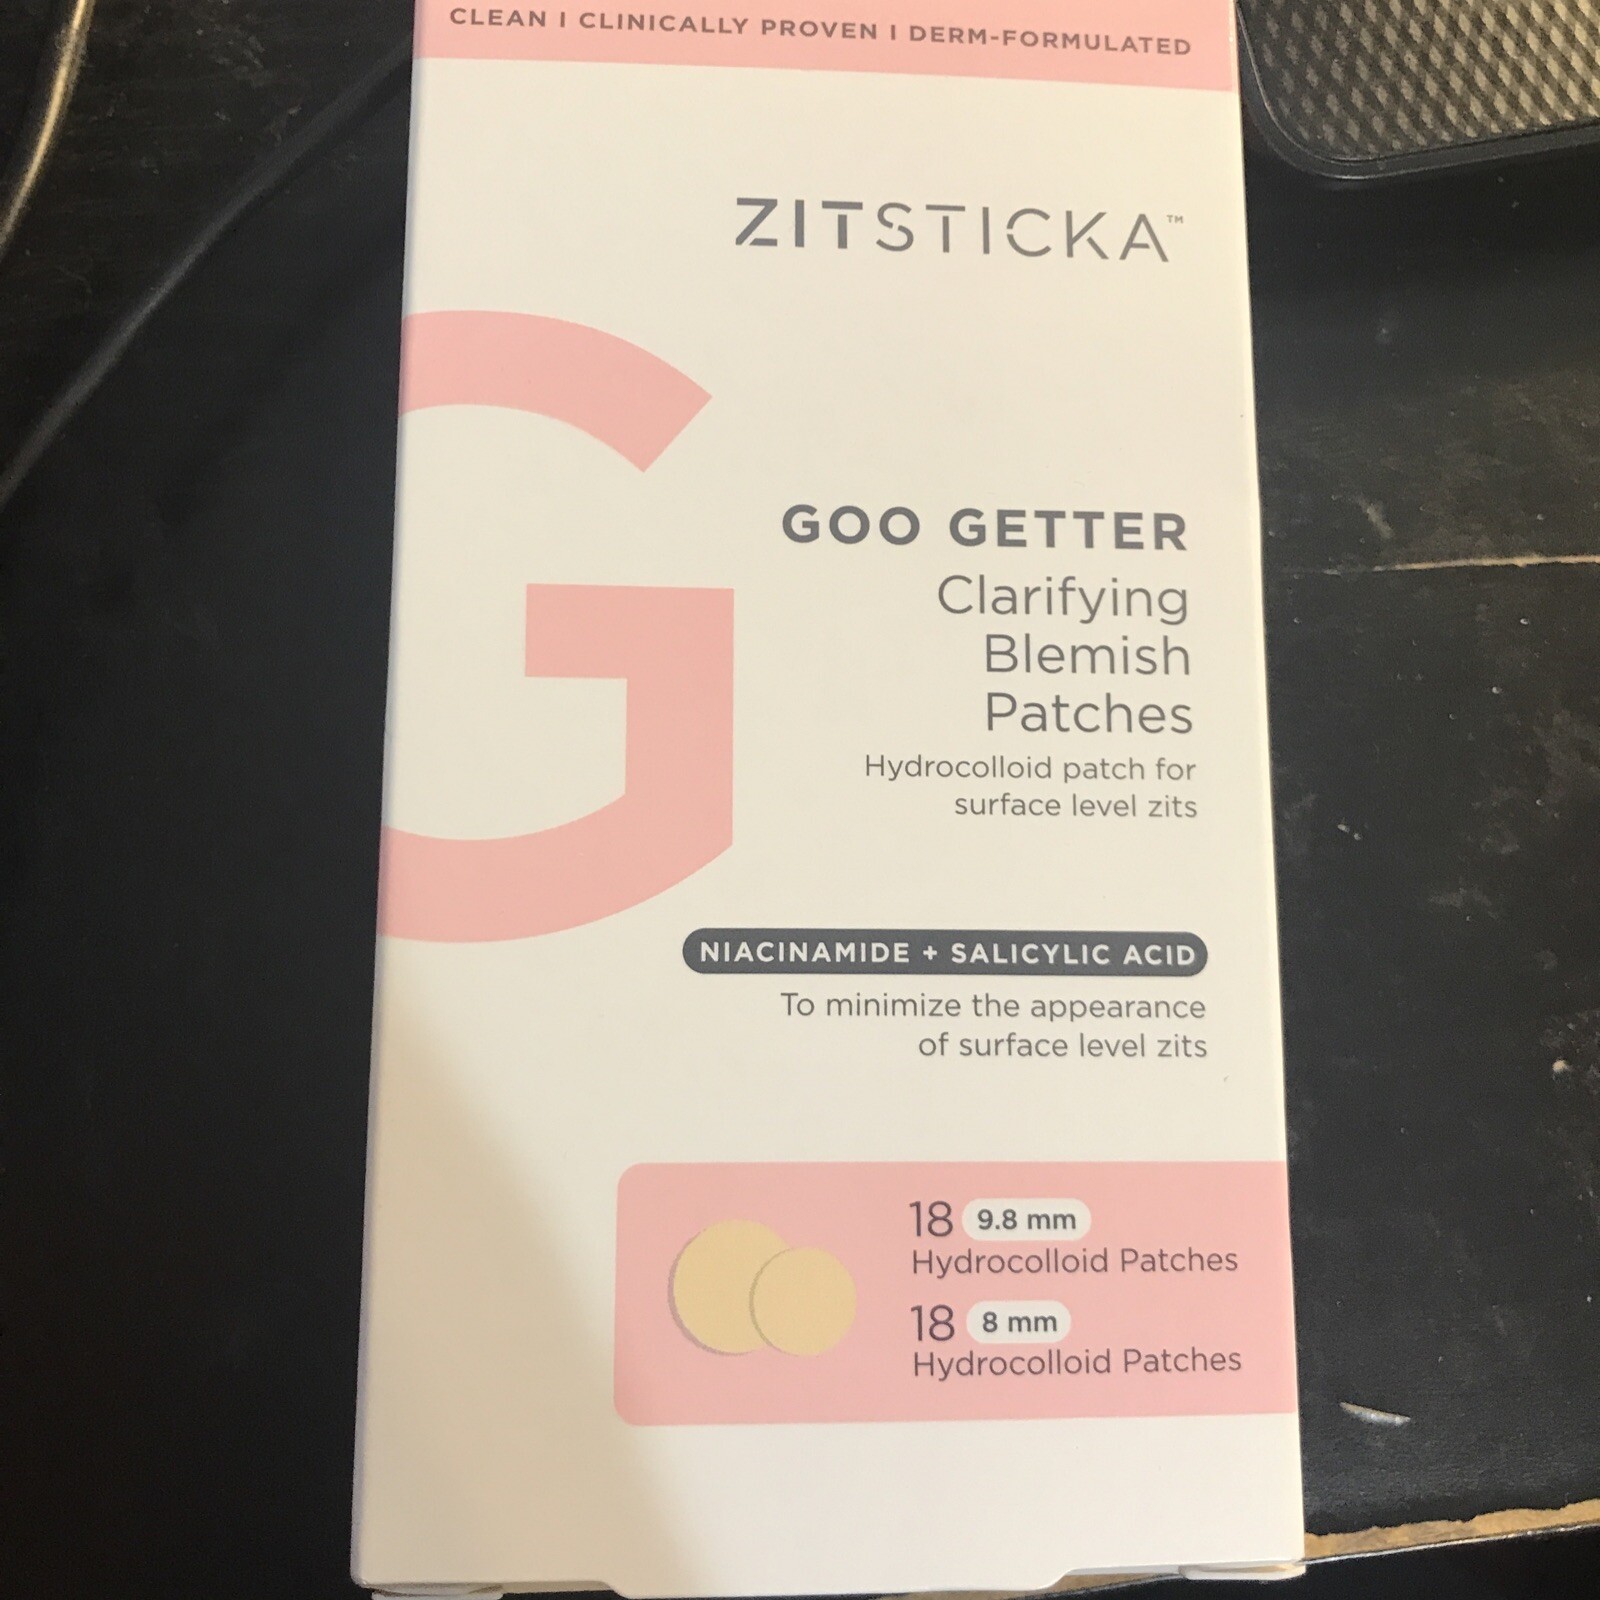 CLEAN | CLINICALLY PROVEN | DERM-FORMULATED
ZITSTICKA™
G
GOO GETTER
Clarifying
Blemish
Patches
Hydrocolloid patch for
surface level zits
NIACINAMIDE + SALICYLIC ACID
To minimize the appearance
of surface level zits
18 9.8 mm
Hydrocolloid Patches
18 8 mm
Hydrocolloid Patches